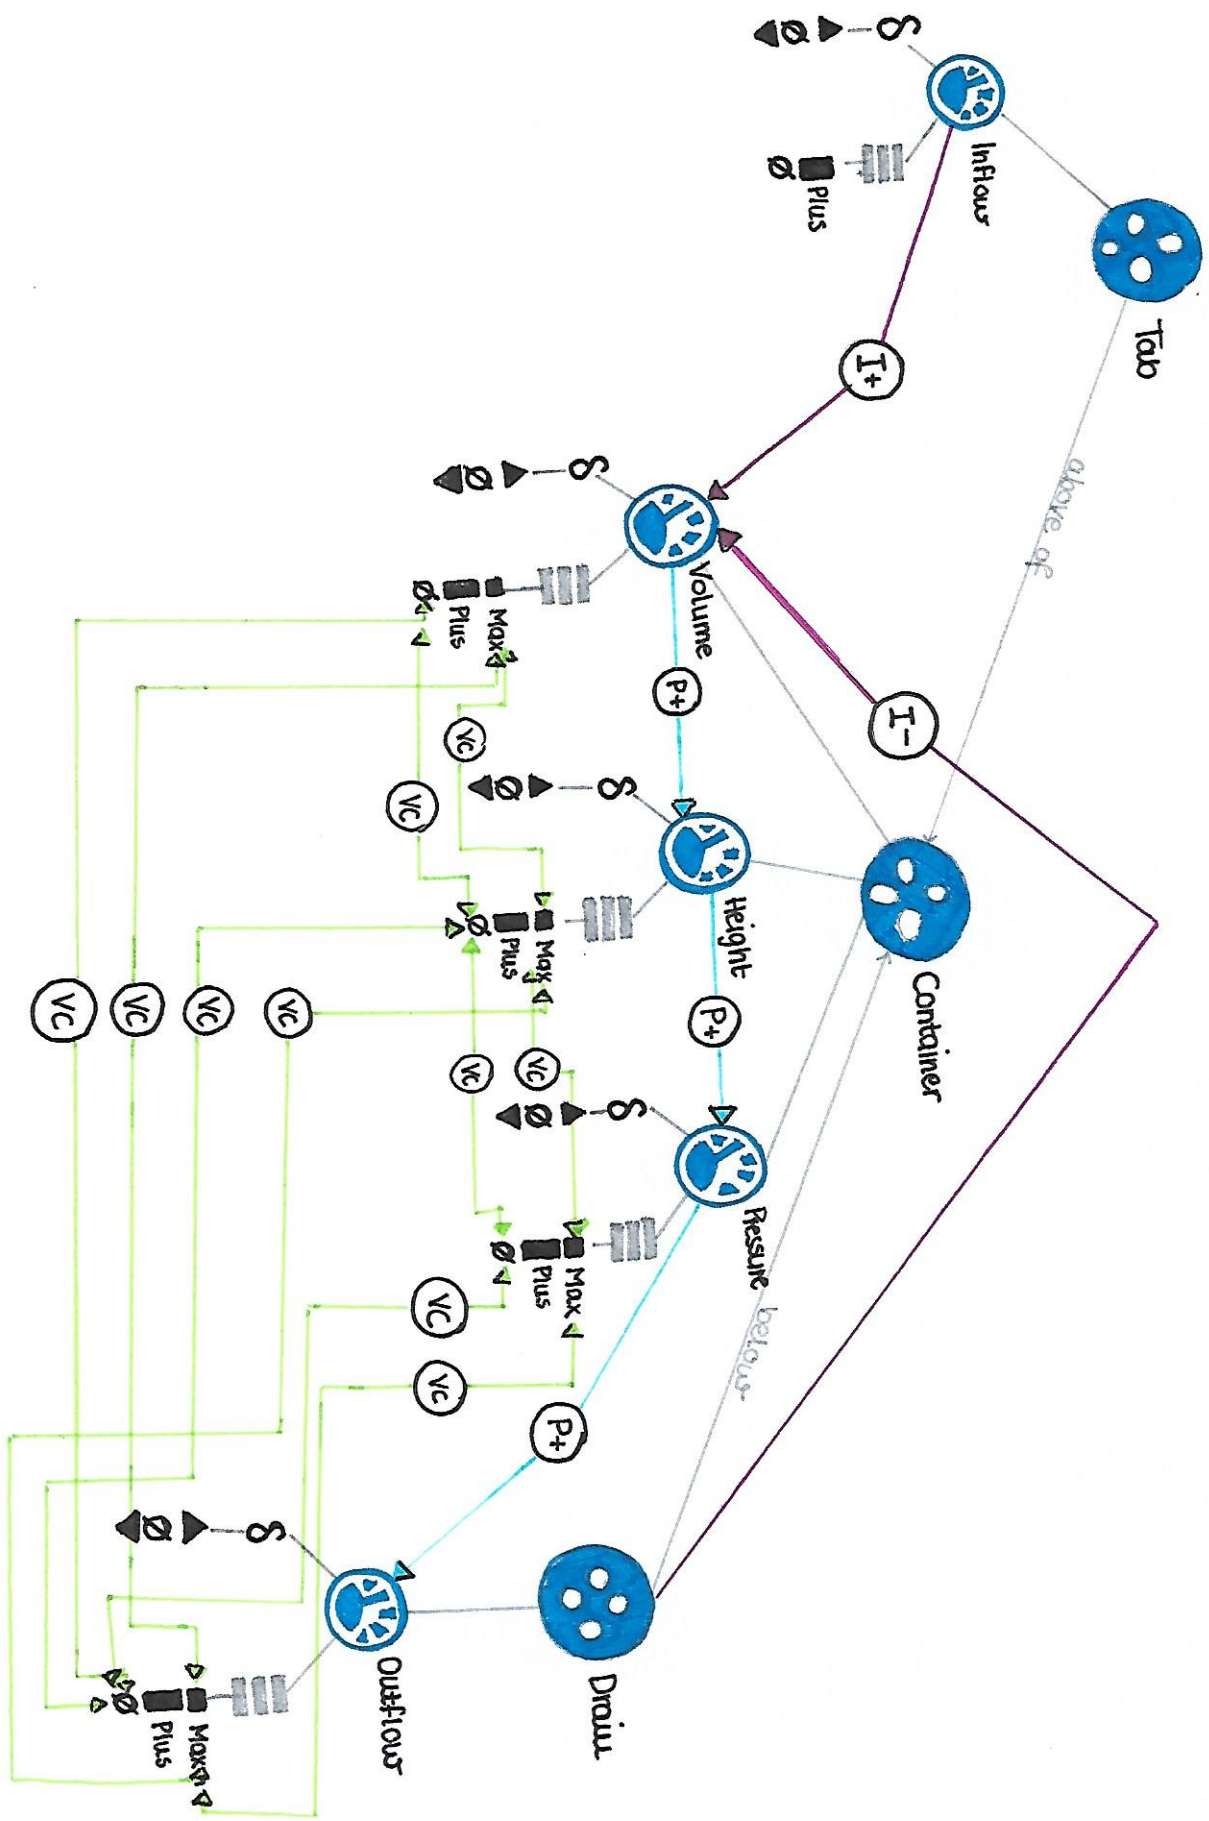 Tab
above of
Container
below
Drain
Inflow
δ
Ø
Plus
Ø
I+
I-
Volume
δ
Ø
Max
Plus
Ø
P+
Height
δ
Ø
Max
Plus
Ø
P+
Pressure
δ
Ø
Max
Plus
Ø
P+
Outflow
δ
Ø
Max
Plus
Ø
VC
VC
VC
VC
VC
VC
VC
VC
VC
VC